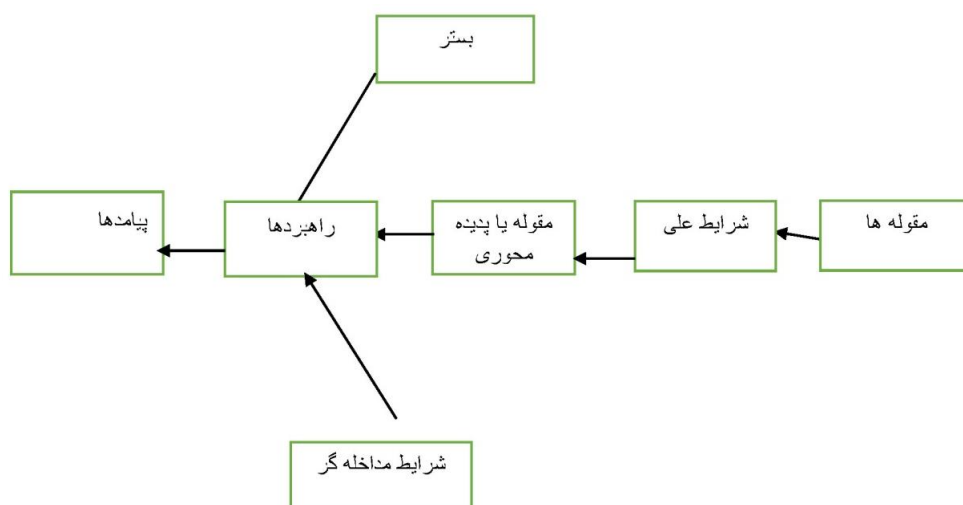 بستر
مقوله ها
شرایط علی
مقوله یا پدیده
محوری
راهبردها
پیامدها
شرایط مداخله گر